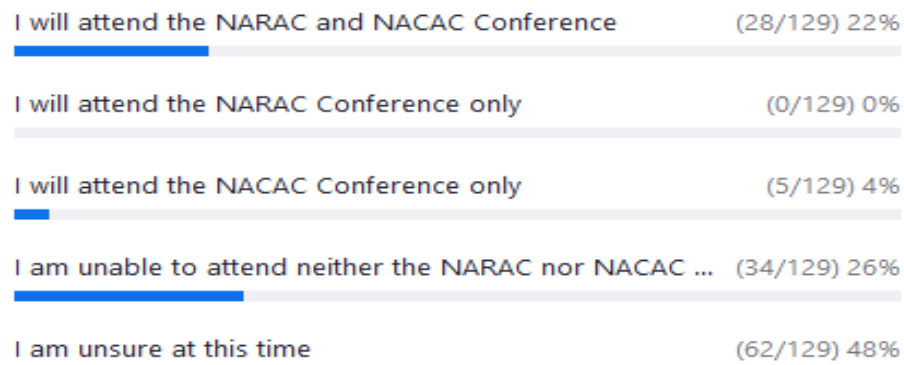 I will attend the NARAC and NACAC Conference (28/129) 22%
I will attend the NARAC Conference only (0/129) 0%
I will attend the NACAC Conference only (5/129) 4%
I am unable to attend neither the NARAC nor NACAC ... (34/129) 26%
I am unsure at this time (62/129) 48%